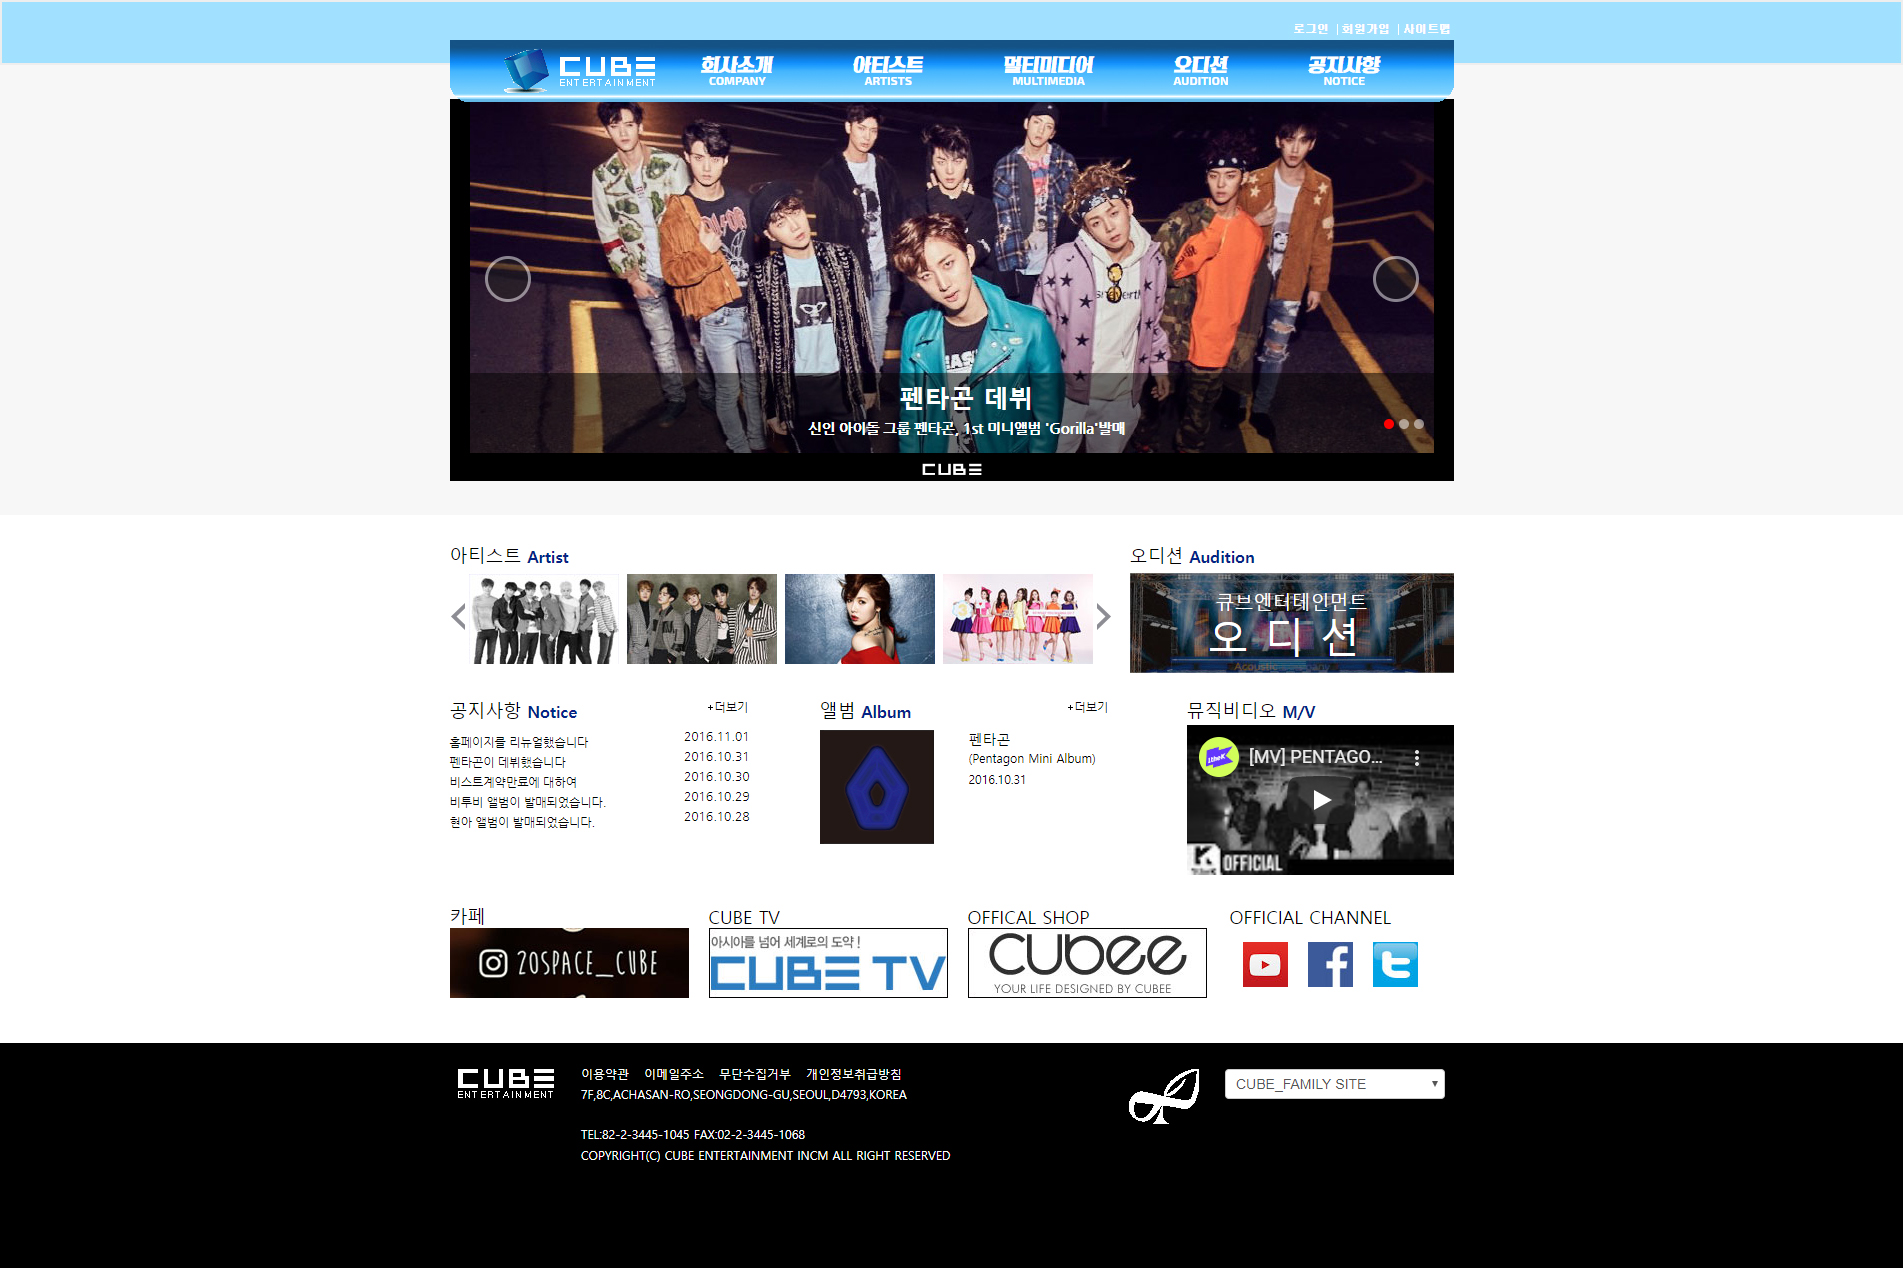 로그인 | 회원가입 | 사이트맵
CUBE
ENTERTAINMENT
회사소개
COMPANY
아티스트
ARTISTS
멀티미디어
MULTIMEDIA
오디션
AUDITION
공지사항
NOTICE
펜타곤 데뷔
신인 아이돌 그룹 펜타곤, 1st 미니앨범 'Gorilla'발매
CUBE
아티스트 Artist
오디션 Audition
큐브엔터테인먼트
오 디 션
공지사항 Notice
+더보기
홈페이지를 리뉴얼했습니다 2016.11.01
펜타곤이 데뷔했습니다 2016.10.31
비스트계약만료에 대하여 2016.10.30
비투비 앨범이 발매되었습니다. 2016.10.29
현아 앨범이 발매되었습니다. 2016.10.28
앨범 Album
+더보기
펜타곤
(Pentagon Mini Album)
2016.10.31
뮤직비디오 M/V
1theK
[MV] PENTAGO...
OFFICIAL
카페
20SPACE_CUBE
CUBE TV
아시아를 넘어 세계로의 도약 !
CUBE TV
OFFICAL SHOP
cubee
YOUR LIFE DESIGNED BY CUBEE
OFFICIAL CHANNEL
CUBE
ENTERTAINMENT
이용약관 이메일주소 무단수집거부 개인정보취급방침
7F,8C,ACHASAN-RO,SEONGDONG-GU,SEOUL,D4793,KOREA
TEL:82-2-3445-1045 FAX:02-2-3445-1068
COPYRIGHT(C) CUBE ENTERTAINMENT INCM ALL RIGHT RESERVED
CUBE_FAMILY SITE